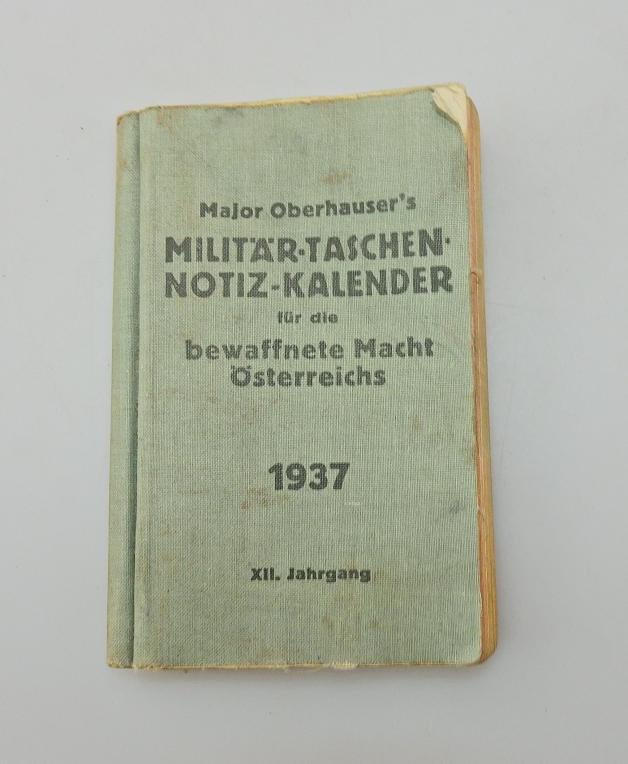 Major Oberhauser's
MILITÄR-TASCHEN-
NOTIZ-KALENDER
für die
bewaffnete Macht
Österreichs
1937
XII. Jahrgang